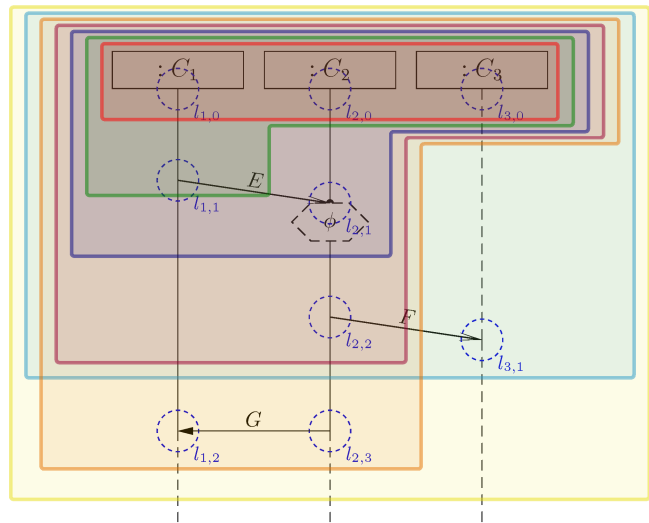 : C₁ : C₂ : C₃
l₁,₀ l₂,₀ l₃,₀
E
l₁,₁ l₂,₁
ϕ
F
l₂,₂
l₃,₁
G
l₁,₂ l₂,₃